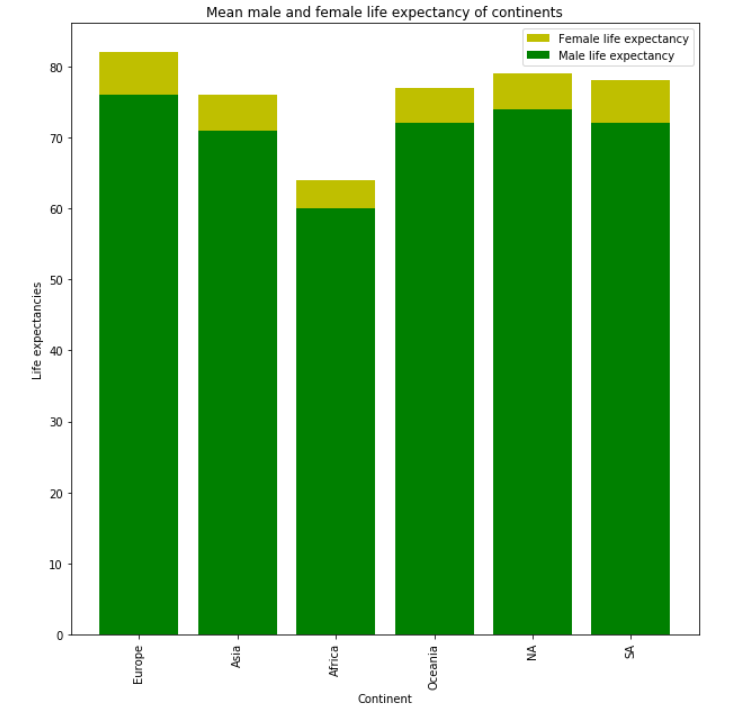 Mean male and female life expectancy of continents
Female life expectancy
Male life expectancy
80
70
60
50
40
30
20
10
0
Life expectancies
Europe
Asia
Africa
Oceania
NA
SA
Continent